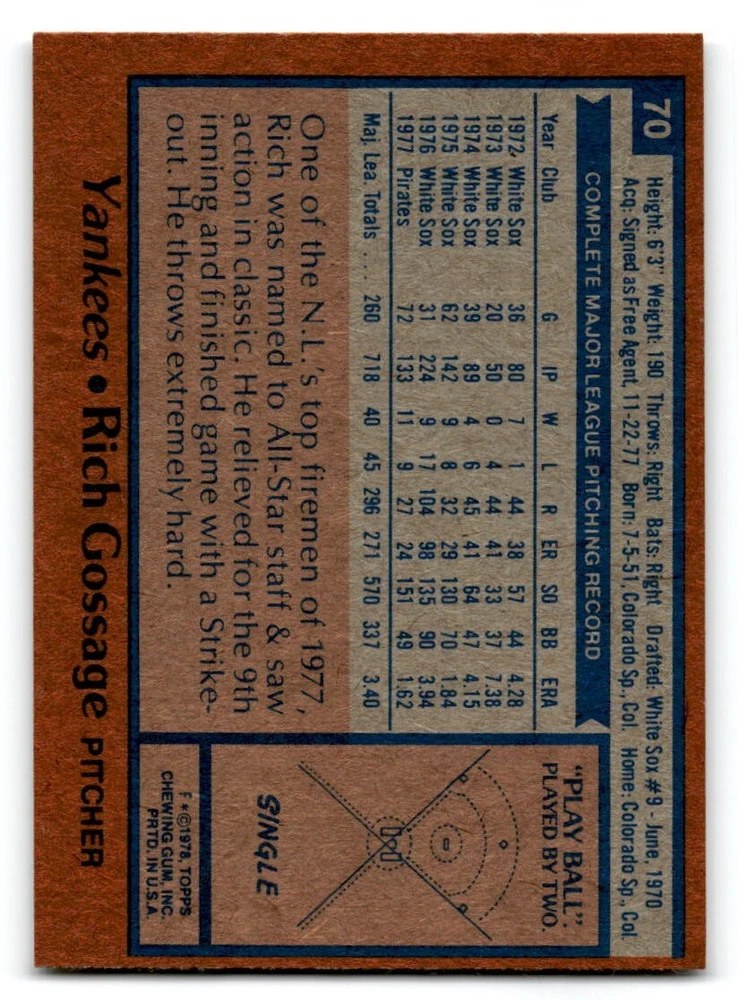 70
Height: 6'3" Weight: 190 Throws: Right Bats: Right Drafted: White Sox #9 - June, 1970
Acq: Signed as Free Agent, 11-22-77 Born: 7-5-51, Colorado Sp., Col. Home: Colorado Sp., Col.
COMPLETE MAJOR LEAGUE PITCHING RECORD
Year Club G IP W L R ER SO BB ERA
1972 White Sox 36 80 7 1 44 38 57 44 4.28
1973 White Sox 20 50 0 4 44 41 33 37 7.38
1974 White Sox 39 89 4 6 45 41 64 47 4.15
1975 White Sox 62 142 9 8 32 29 130 70 1.84
1976 White Sox 31 224 9 17 104 98 135 90 3.94
1977 Pirates 72 133 11 9 27 24 151 49 1.62
Maj. Lea. Totals .... 260 718 40 45 296 271 570 337 3.40
One of the N.L.'s top firemen of 1977,
Rich was named to All-Star staff & saw
action in classic. He relieved for the 9th
inning and finished game with a Strike-
out. He throws extremely hard.
"PLAY BALL"
PLAYED BY TWO.
SINGLE
F *©1978, TOPPS
CHEWING GUM, INC.
PRTD. IN U.S.A
Yankees • Rich Gossage PITCHER